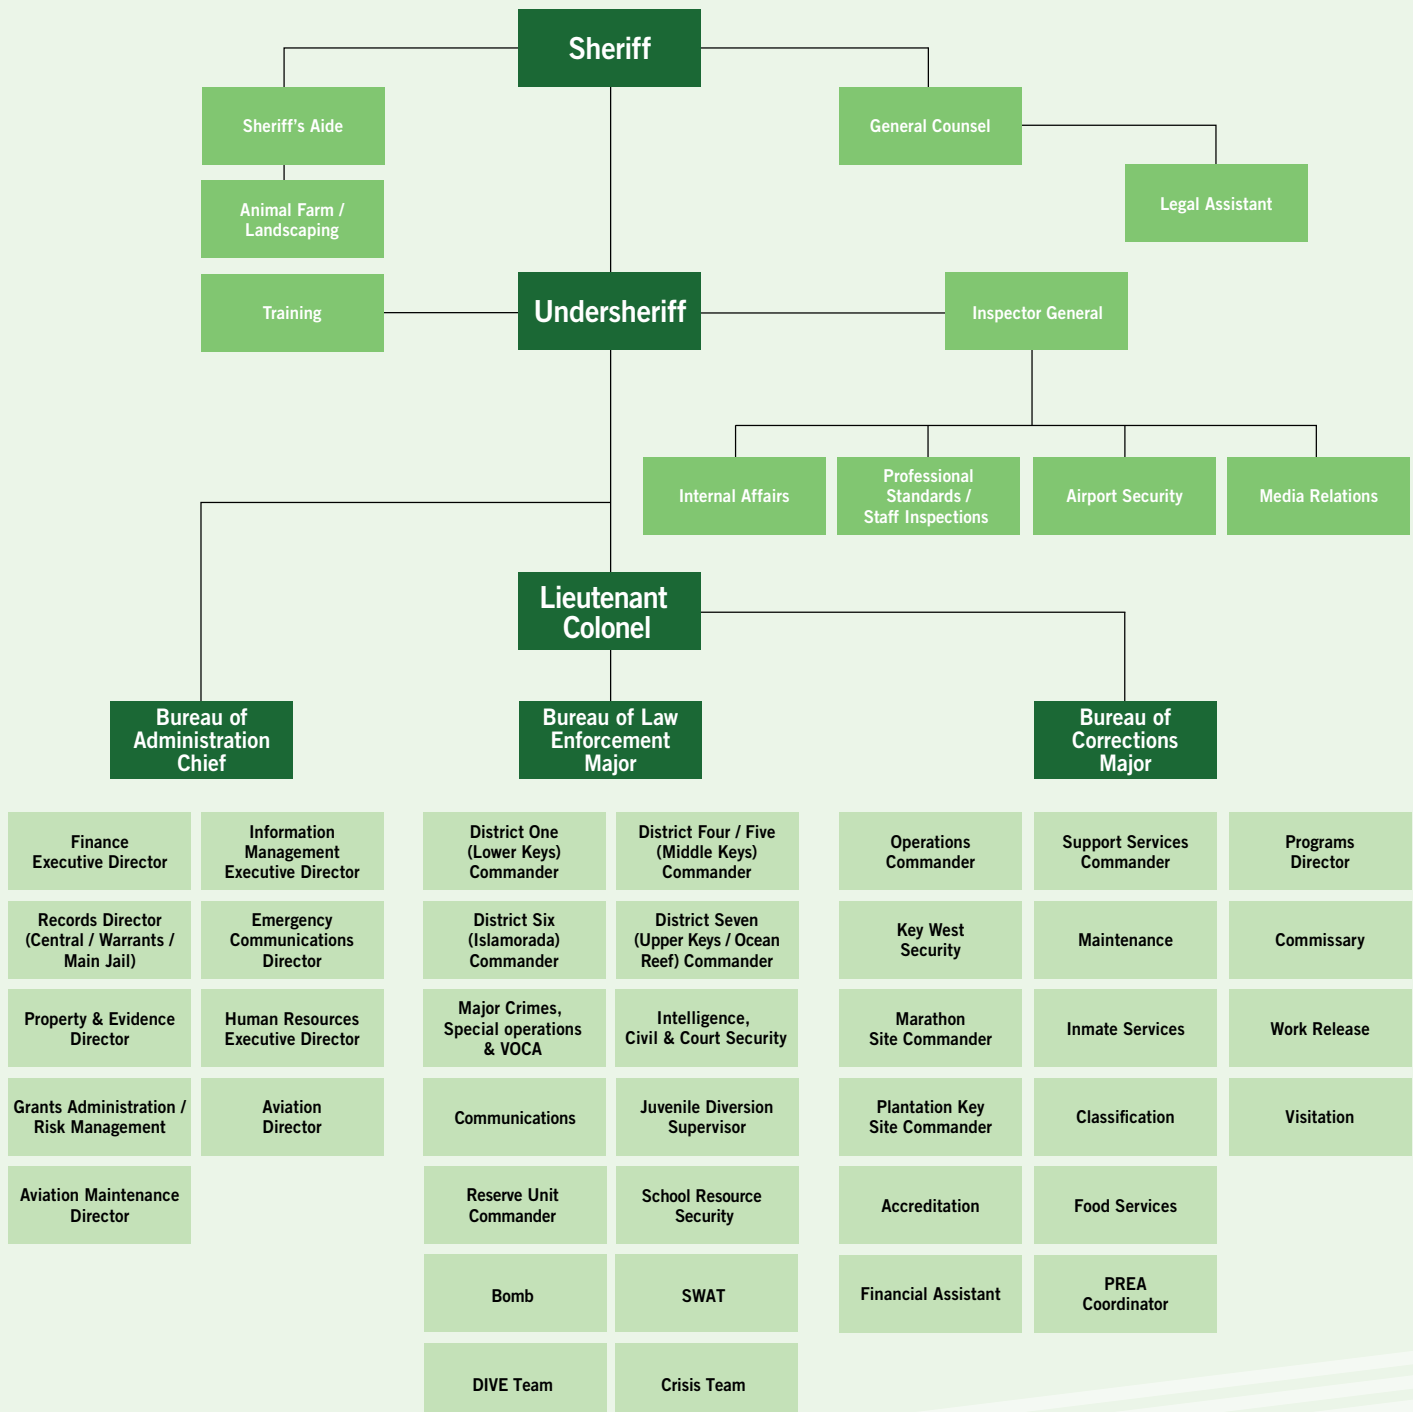 Sheriff
Sheriff's Aide
General Counsel
Animal Farm /
Landscaping
Legal Assistant
Training
Undersheriff
Inspector General
Internal Affairs
Professional
Standards /
Staff Inspections
Airport Security
Media Relations
Lieutenant
Colonel
Bureau of
Administration
Chief
Bureau of Law
Enforcement
Major
Bureau of
Corrections
Major
Finance
Executive Director
Information
Management
Executive Director
Records Director
(Central / Warrants /
Main Jail)
Emergency
Communications
Director
Property & Evidence
Director
Human Resources
Executive Director
Grants Administration /
Risk Management
Aviation
Director
Aviation Maintenance
Director
District One
(Lower Keys)
Commander
District Four / Five
(Middle Keys)
Commander
District Six
(Islamorada)
Commander
District Seven
(Upper Keys / Ocean
Reef) Commander
Major Crimes,
Special operations
& VOCA
Intelligence,
Civil & Court Security
Communications
Juvenile Diversion
Supervisor
Reserve Unit
Commander
School Resource
Security
Bomb
SWAT
DIVE Team
Crisis Team
Operations
Commander
Support Services
Commander
Programs
Director
Key West
Security
Maintenance
Commissary
Marathon
Site Commander
Inmate Services
Work Release
Plantation Key
Site Commander
Classification
Visitation
Accreditation
Food Services
Financial Assistant
PREA
Coordinator